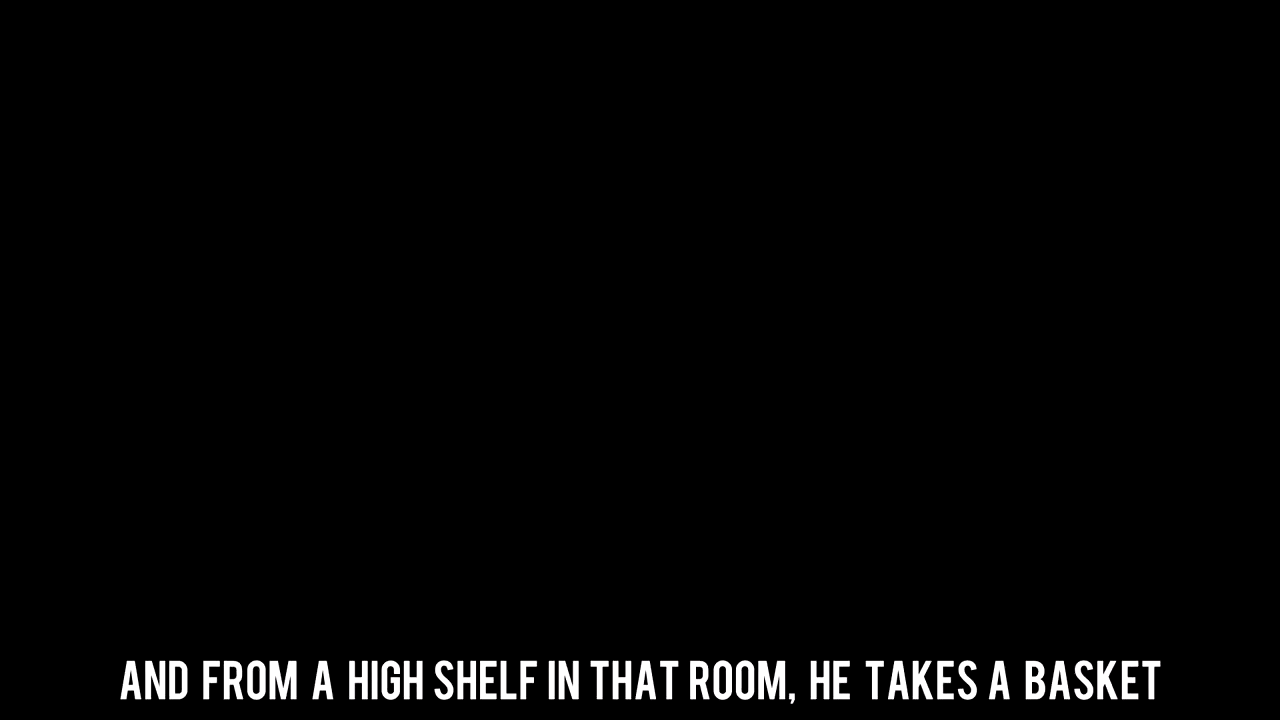 AND FROM A HIGH SHELF IN THAT ROOM, HE TAKES A BASKET